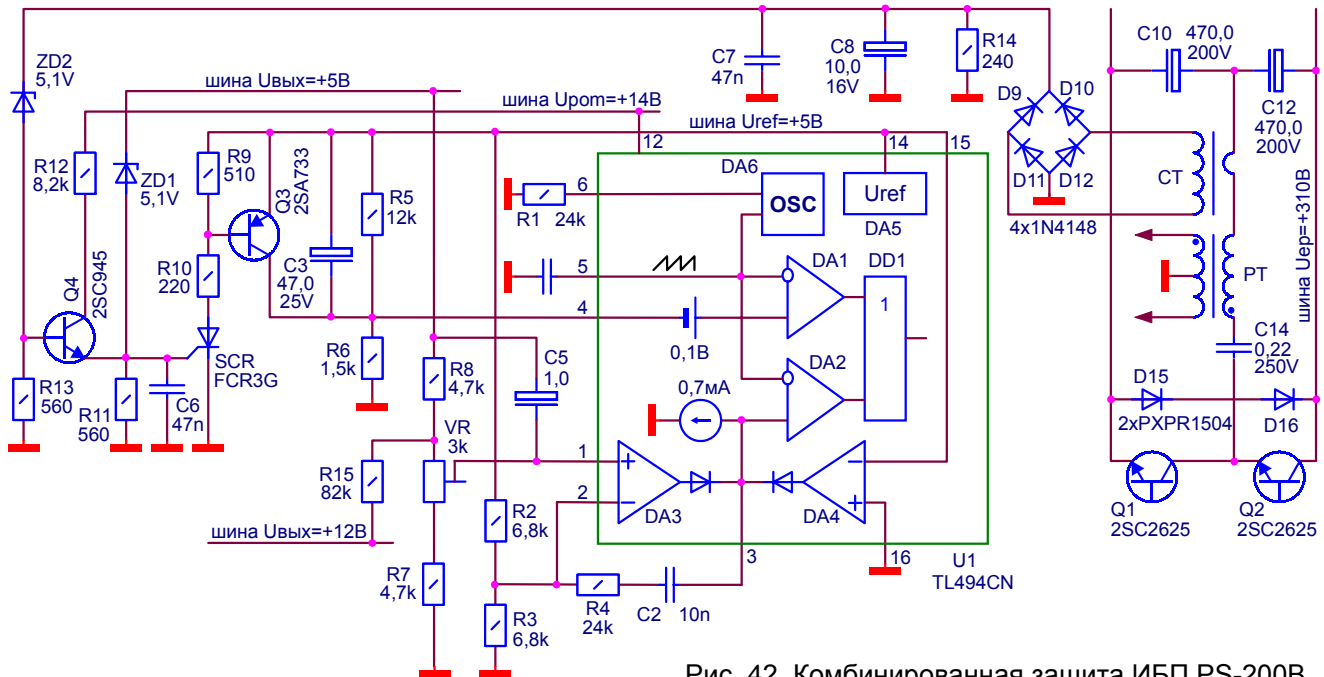 ZD2
5,1V
C7
47n
C8
10,0
16V
R14
240
C10
470,0
200V
C12
470,0
200V
шина Uвых=+5В
шина Upom=+14В
шина Uref=+5В
12
14
15
D9
D10
D11
D12
4x1N4148
CT
PT
шина Uep=+310В
R12
8,2k
ZD1
5,1V
R9
510
Q3
2SA733
R5
12k
R1
24k
6
DA6
OSC
Uref
DA5
5
DA1
DD1
1
R10
220
C3
47,0
25V
4
0,1В
DA2
Q4
2SC945
SCR
FCR3G
R6
1,5k
R8
4,7k
C5
1,0
0,7мА
C14
0,22
250V
D15
2xPXPR1504
D16
R13
560
R11
560
C6
47n
VR
3k
1
2
DA3
DA4
R15
82k
Q1
2SC2625
Q2
2SC2625
шина Uвых=+12В
R2
6,8k
3
16
U1
TL494CN
R7
4,7k
R3
6,8k
R4
24k
C2
10n
Рис. 42. Комбинированная защита ИБП PS-200B